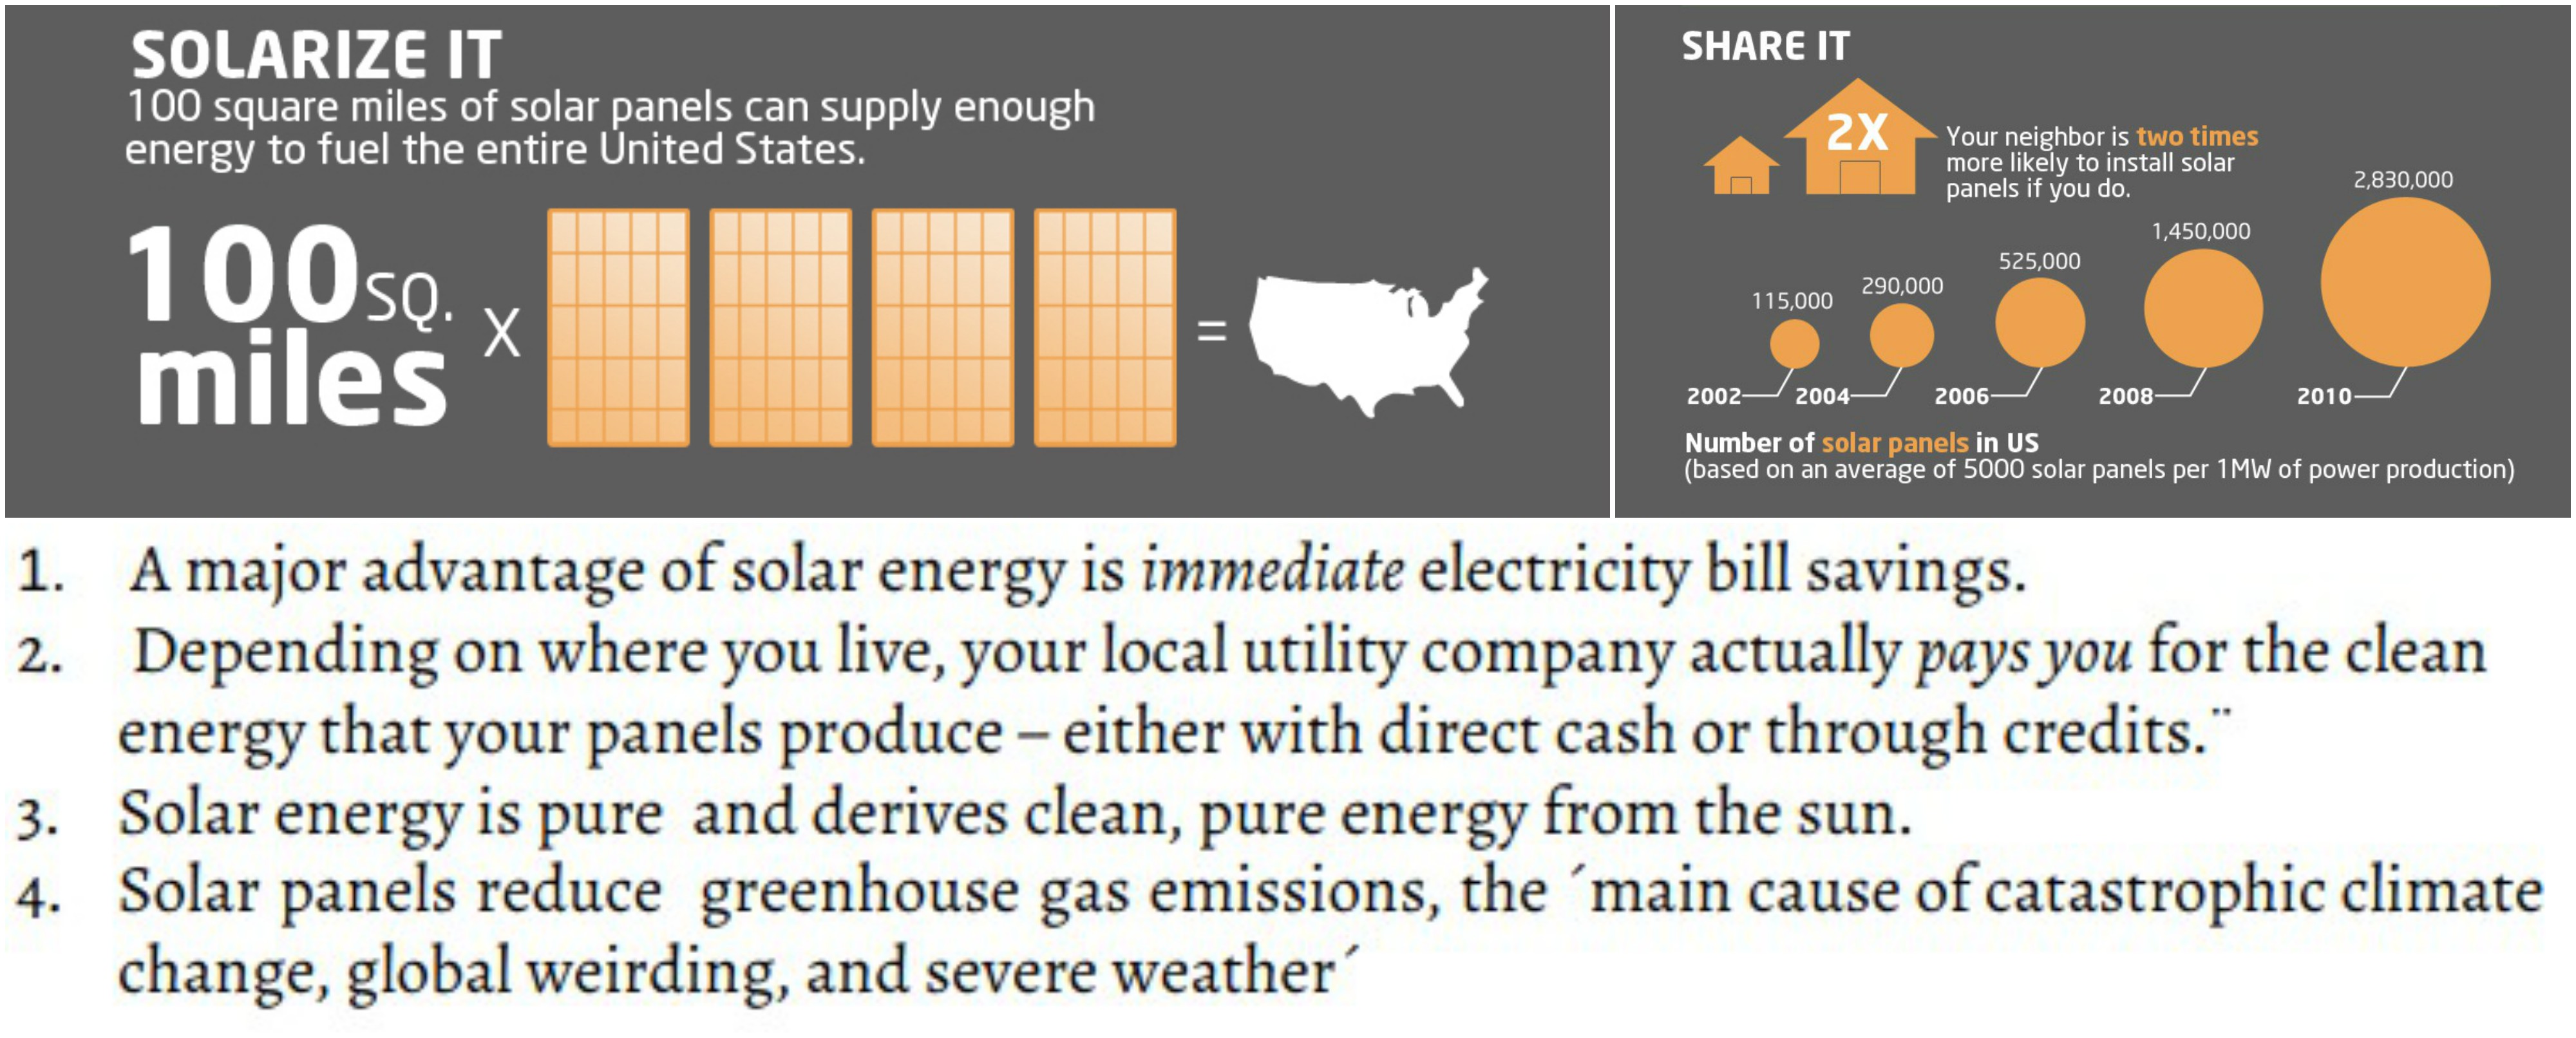 SOLARIZE IT
100 square miles of solar panels can supply enough
energy to fuel the entire United States.
100 SQ.
miles
X
=
SHARE IT
2X
Your neighbor is two times
more likely to install solar
panels if you do.
115,000
290,000
525,000
1,450,000
2,830,000
2002
2004
2006
2008
2010
Number of solar panels in US
(based on an average of 5000 solar panels per 1MW of power production)
1. A major advantage of solar energy is immediate electricity bill savings.
2. Depending on where you live, your local utility company actually pays you for the clean
energy that your panels produce – either with direct cash or through credits.¨
3. Solar energy is pure and derives clean, pure energy from the sun.
4. Solar panels reduce greenhouse gas emissions, the ´main cause of catastrophic climate
change, global weirding, and severe weather´